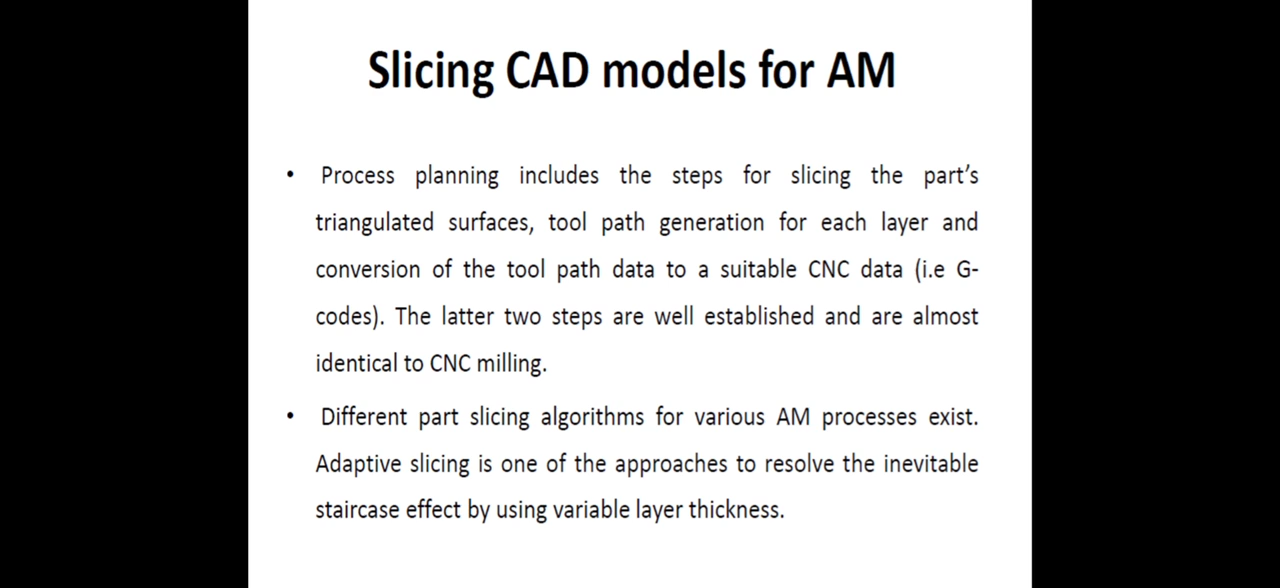 Slicing CAD models for AM
• Process planning includes the steps for slicing the part’s
triangulated surfaces, tool path generation for each layer and
conversion of the tool path data to a suitable CNC data (i.e G-
codes). The latter two steps are well established and are almost
identical to CNC milling.
• Different part slicing algorithms for various AM processes exist.
Adaptive slicing is one of the approaches to resolve the inevitable
staircase effect by using variable layer thickness.